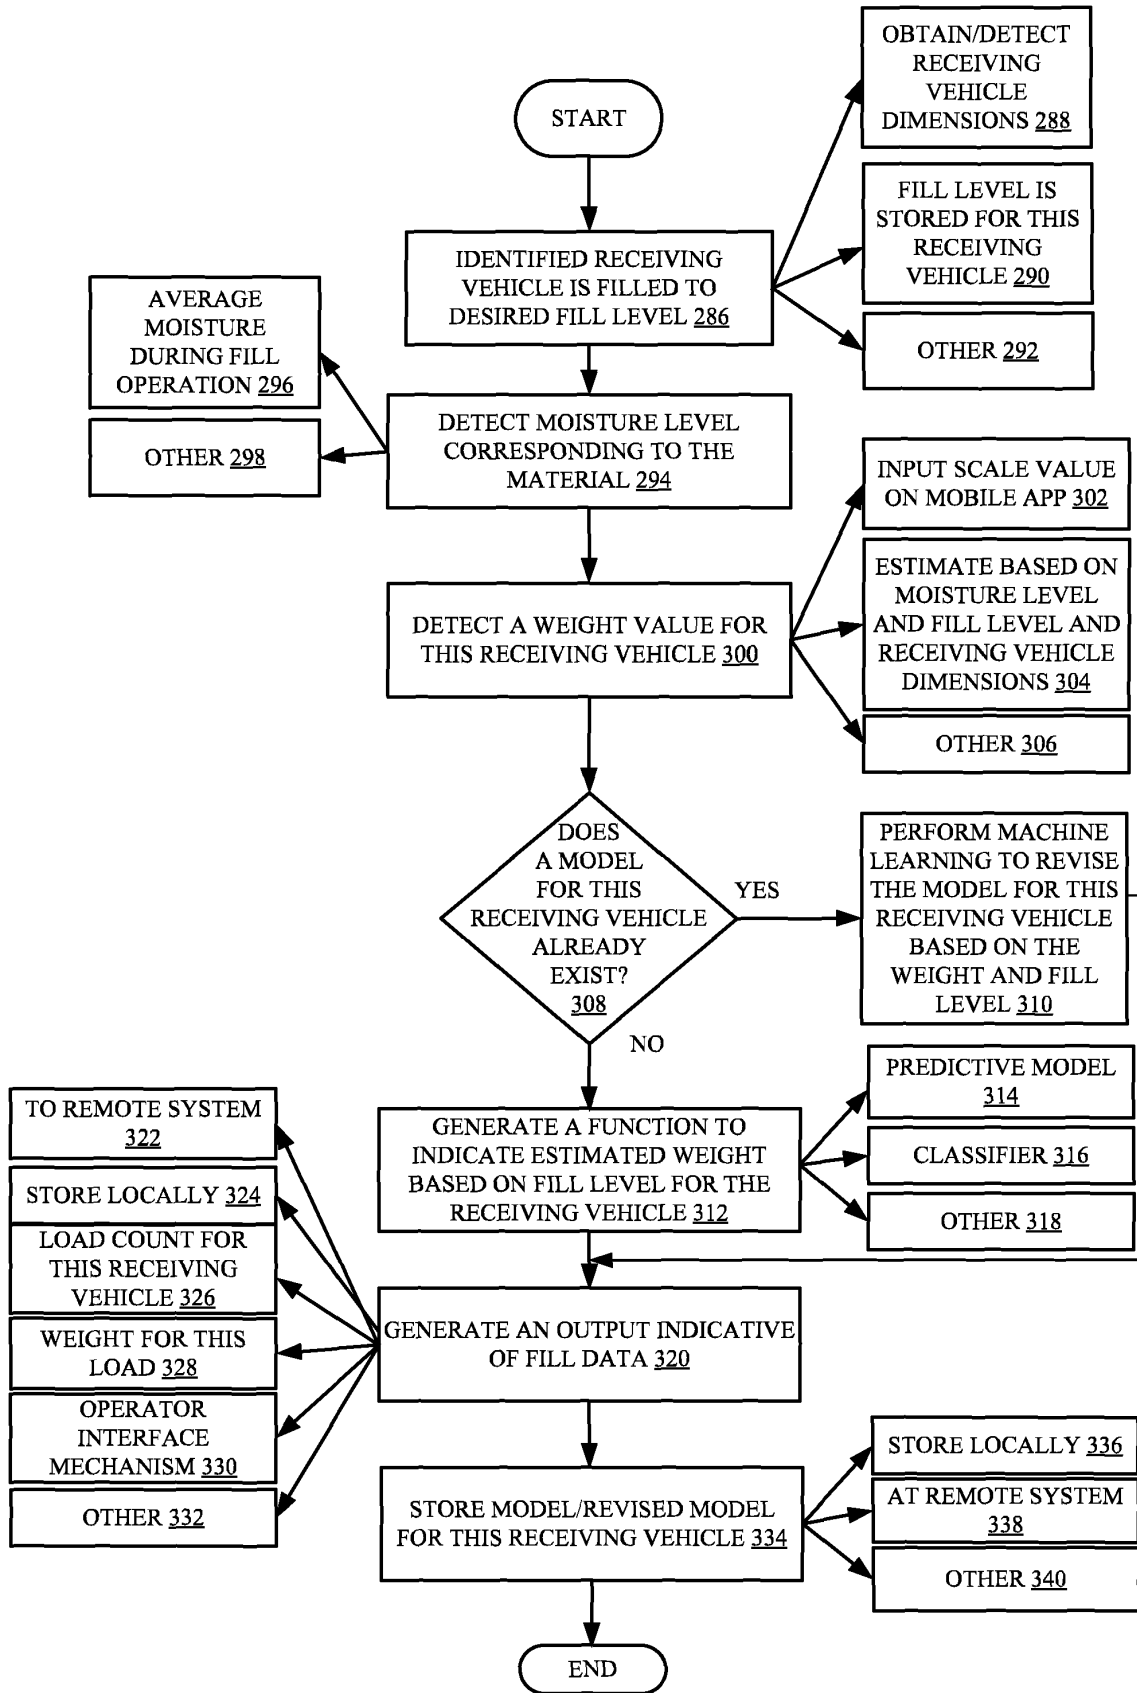 START
OBTAIN/DETECT
RECEIVING
VEHICLE
DIMENSIONS 288
FILL LEVEL IS
STORED FOR THIS
RECEIVING
VEHICLE 290
OTHER 292
IDENTIFIED RECEIVING
VEHICLE IS FILLED TO
DESIRED FILL LEVEL 286
AVERAGE
MOISTURE
DURING FILL
OPERATION 296
OTHER 298
DETECT MOISTURE LEVEL
CORRESPONDING TO THE
MATERIAL 294
INPUT SCALE VALUE
ON MOBILE APP 302
ESTIMATE BASED ON
MOISTURE LEVEL
AND FILL LEVEL AND
RECEIVING VEHICLE
DIMENSIONS 304
OTHER 306
DETECT A WEIGHT VALUE FOR
THIS RECEIVING VEHICLE 300
DOES
A MODEL
FOR THIS
RECEIVING VEHICLE
ALREADY
EXIST?
308
YES
PERFORM MACHINE
LEARNING TO REVISE
THE MODEL FOR THIS
RECEIVING VEHICLE
BASED ON THE
WEIGHT AND FILL
LEVEL 310
NO
GENERATE A FUNCTION TO
INDICATE ESTIMATED WEIGHT
BASED ON FILL LEVEL FOR THE
RECEIVING VEHICLE 312
PREDICTIVE MODEL
314
CLASSIFIER 316
OTHER 318
TO REMOTE SYSTEM
322
STORE LOCALLY 324
LOAD COUNT FOR
THIS RECEIVING
VEHICLE 326
WEIGHT FOR THIS
LOAD 328
OPERATOR
INTERFACE
MECHANISM 330
OTHER 332
GENERATE AN OUTPUT INDICATIVE
OF FILL DATA 320
STORE MODEL/REVISED MODEL
FOR THIS RECEIVING VEHICLE 334
STORE LOCALLY 336
AT REMOTE SYSTEM
338
OTHER 340
END